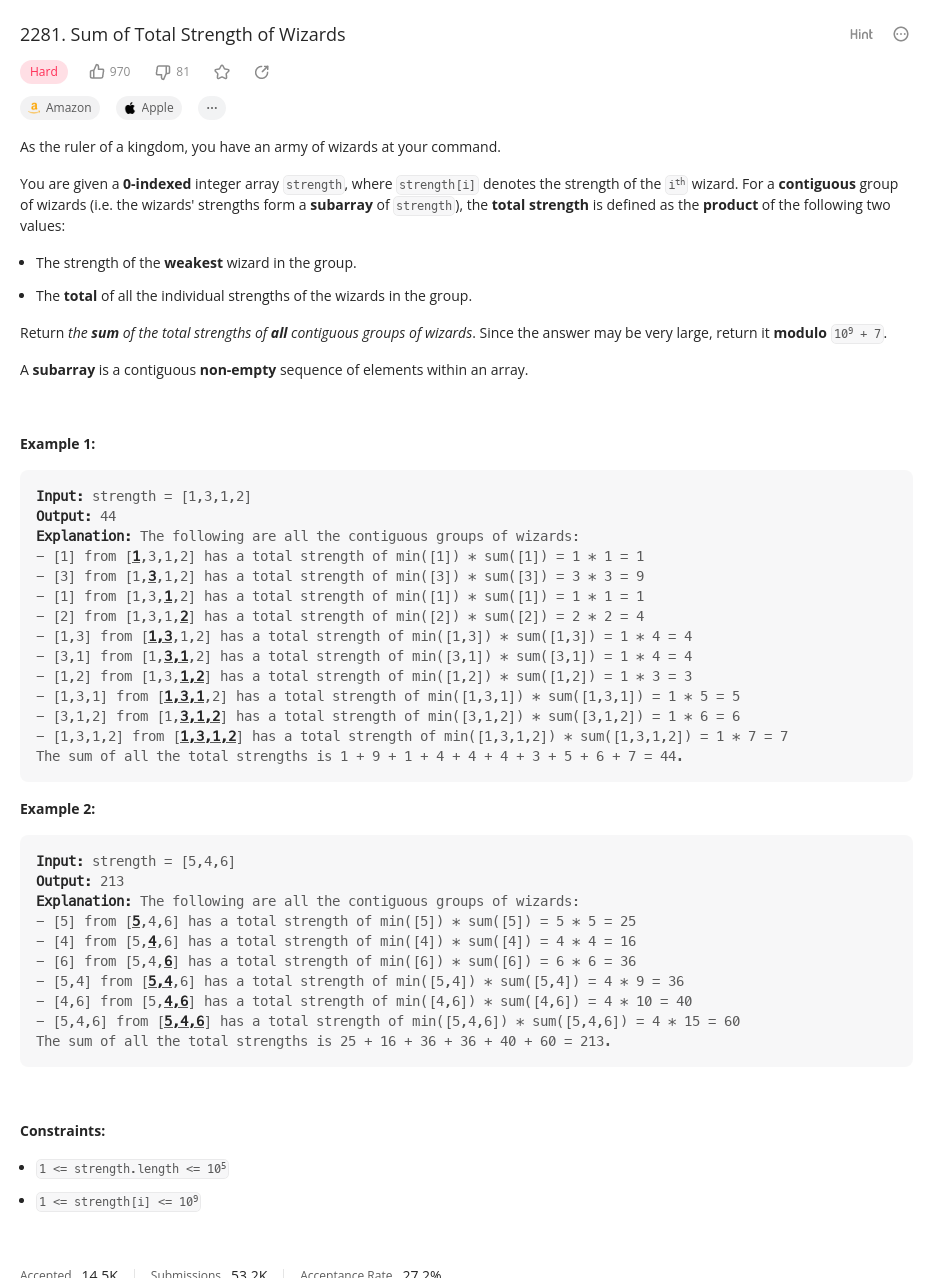 2281. Sum of Total Strength of Wizards
Hint
Hard 970 81
Amazon Apple ...
As the ruler of a kingdom, you have an army of wizards at your command.
You are given a 0-indexed integer array strength, where strength[i] denotes the strength of the iᵗʰ wizard. For a contiguous group
of wizards (i.e. the wizards' strengths form a subarray of strength), the total strength is defined as the product of the following two
values:
• The strength of the weakest wizard in the group.
• The total of all the individual strengths of the wizards in the group.
Return the sum of the total strengths of all contiguous groups of wizards. Since the answer may be very large, return it modulo 10⁹ + 7.
A subarray is a contiguous non-empty sequence of elements within an array.
Example 1:
Input: strength = [1,3,1,2]
Output: 44
Explanation: The following are all the contiguous groups of wizards:
- [1] from [1,3,1,2] has a total strength of min([1]) * sum([1]) = 1 * 1 = 1
- [3] from [1,3,1,2] has a total strength of min([3]) * sum([3]) = 3 * 3 = 9
- [1] from [1,3,1,2] has a total strength of min([1]) * sum([1]) = 1 * 1 = 1
- [2] from [1,3,1,2] has a total strength of min([2]) * sum([2]) = 2 * 2 = 4
- [1,3] from [1,3,1,2] has a total strength of min([1,3]) * sum([1,3]) = 1 * 4 = 4
- [3,1] from [1,3,1,2] has a total strength of min([3,1]) * sum([3,1]) = 1 * 4 = 4
- [1,2] from [1,3,1,2] has a total strength of min([1,2]) * sum([1,2]) = 1 * 3 = 3
- [1,3,1] from [1,3,1,2] has a total strength of min([1,3,1]) * sum([1,3,1]) = 1 * 5 = 5
- [3,1,2] from [1,3,1,2] has a total strength of min([3,1,2]) * sum([3,1,2]) = 1 * 6 = 6
- [1,3,1,2] from [1,3,1,2] has a total strength of min([1,3,1,2]) * sum([1,3,1,2]) = 1 * 7 = 7
The sum of all the total strengths is 1 + 9 + 1 + 4 + 4 + 4 + 3 + 5 + 6 + 7 = 44.
Example 2:
Input: strength = [5,4,6]
Output: 213
Explanation: The following are all the contiguous groups of wizards:
- [5] from [5,4,6] has a total strength of min([5]) * sum([5]) = 5 * 5 = 25
- [4] from [5,4,6] has a total strength of min([4]) * sum([4]) = 4 * 4 = 16
- [6] from [5,4,6] has a total strength of min([6]) * sum([6]) = 6 * 6 = 36
- [5,4] from [5,4,6] has a total strength of min([5,4]) * sum([5,4]) = 4 * 9 = 36
- [4,6] from [5,4,6] has a total strength of min([4,6]) * sum([4,6]) = 4 * 10 = 40
- [5,4,6] from [5,4,6] has a total strength of min([5,4,6]) * sum([5,4,6]) = 4 * 15 = 60
The sum of all the total strengths is 25 + 16 + 36 + 36 + 40 + 60 = 213.
Constraints:
• 1 <= strength.length <= 10⁵
• 1 <= strength[i] <= 10⁹
Accepted 14.5K Submissions 53.2K Acceptance Rate 27.2%